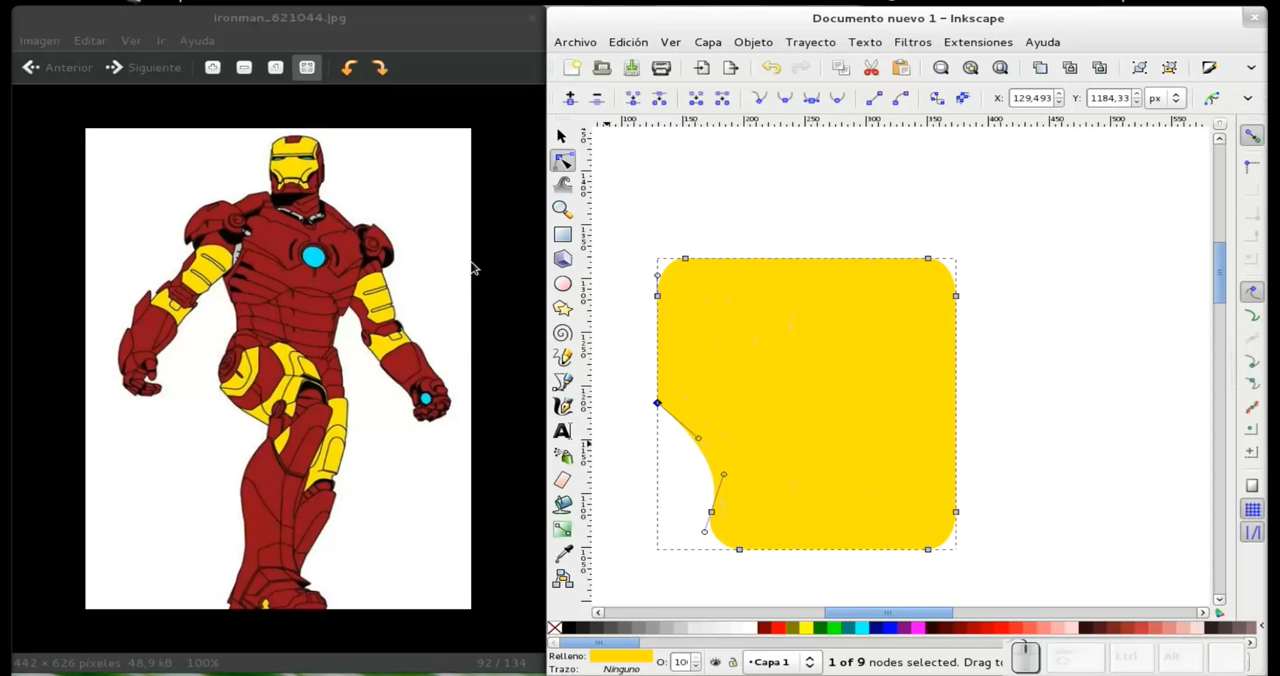 ironman_621044.jpg
Imagen Editar Ver Ir Ayuda
Anterior Siguiente
442 × 626 píxeles 48,9 kB 100% 92 / 134
Documento nuevo 1 - Inkscape
Archivo Edición Ver Capa Objeto Trayecto Texto Filtros Extensiones Ayuda
X: 129,493 Y: 1184,33 px
100 150 200 250 300 350 400 450 500 550
Relleno: O: 10 Capa 1 1 of 9 nodes selected. Drag to
Trazo: Ninguno
Ctrl Alt